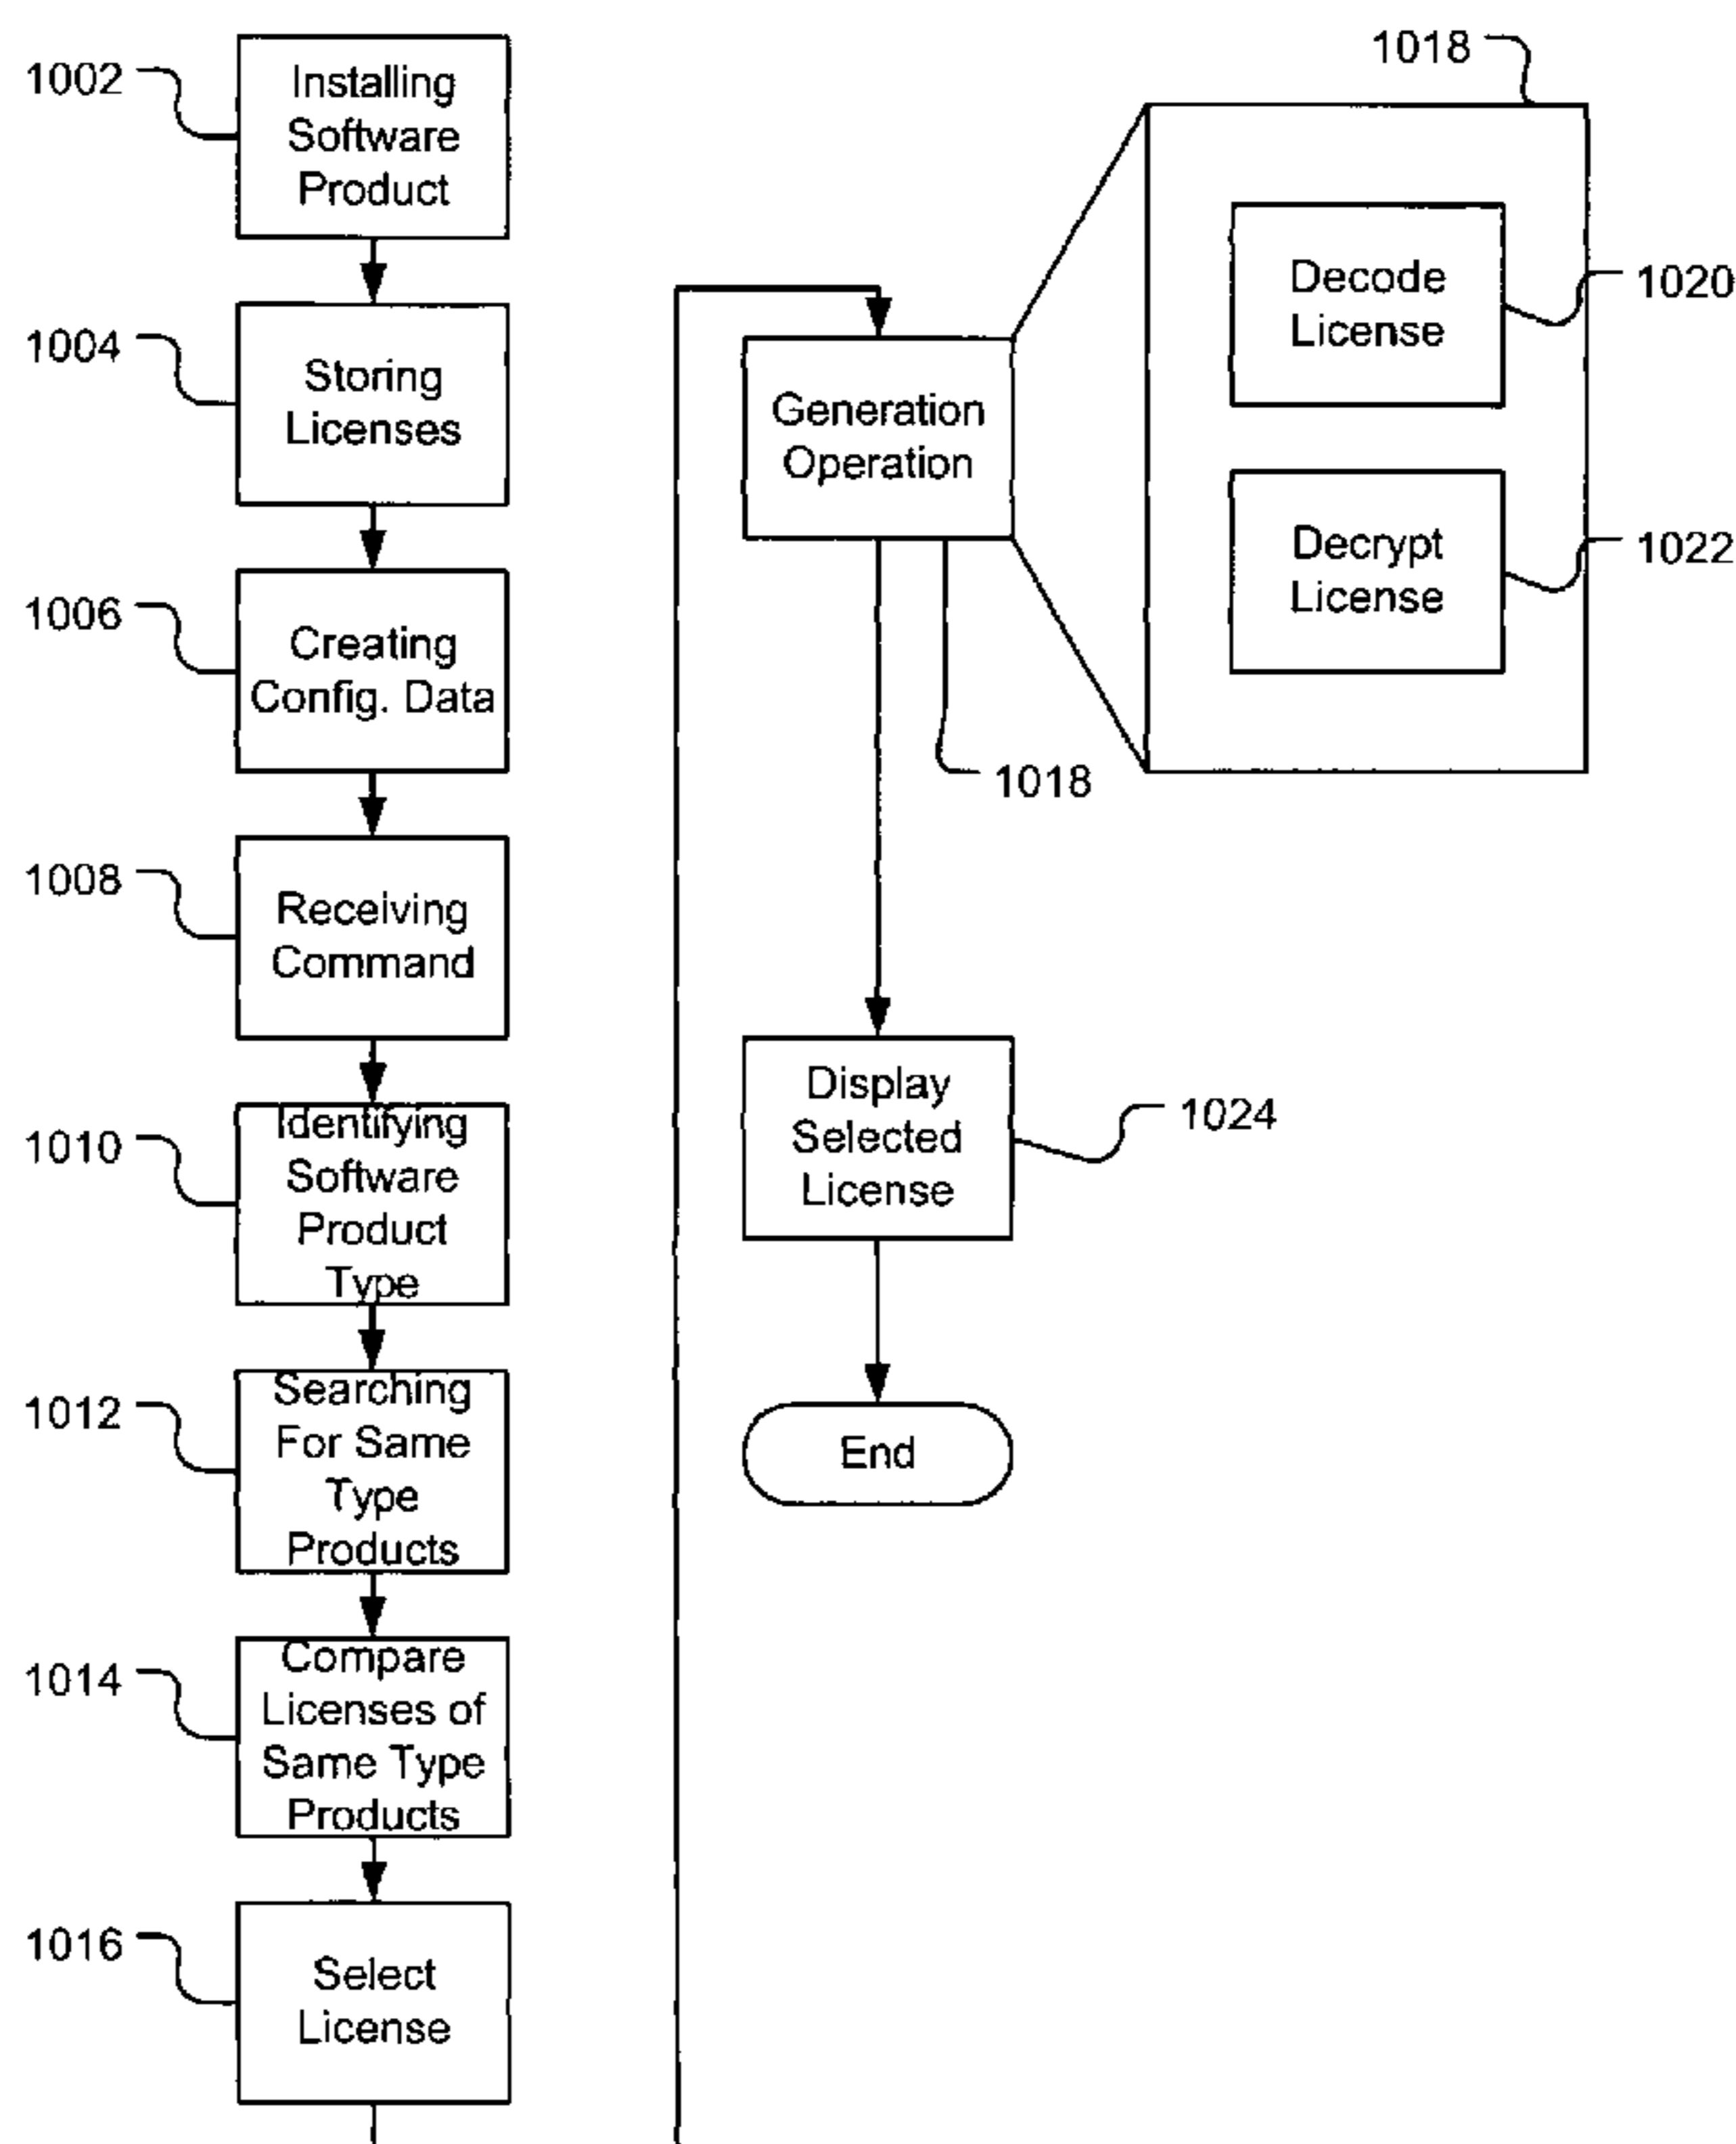 1002
Installing
Software
Product
1004
Storing
Licenses
1006
Creating
Config. Data
1008
Receiving
Command
1010
Identifying
Software
Product
Type
1012
Searching
For Same
Type
Products
1014
Compare
Licenses of
Same Type
Products
1016
Select
License
Generation
Operation
1018
1018
Decode
License
1020
Decrypt
License
1022
Display
Selected
License
1024
End